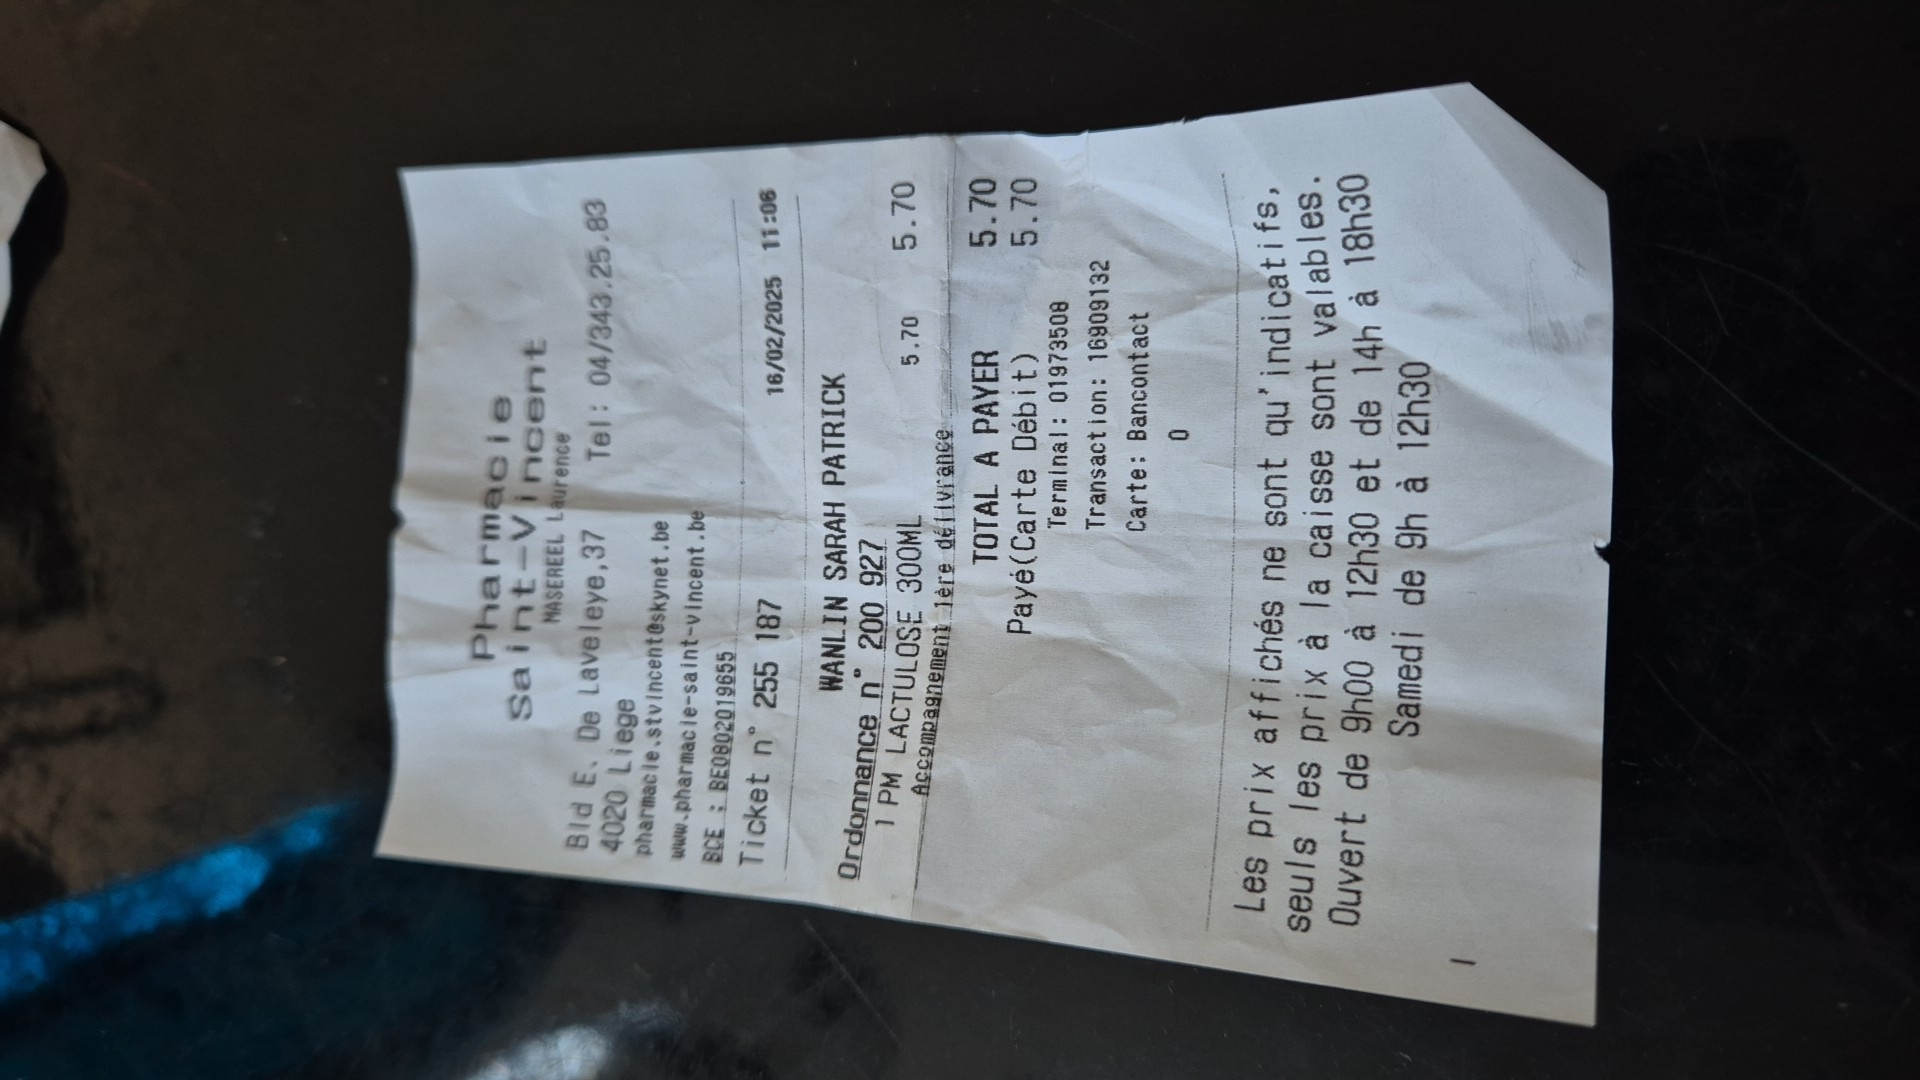 Pharmacie
Saint-Vincent
MASEREEL Laurence
Bld E. De Laveleye,37 Tel: 04/343.25.83
4020 Liege
pharmacie.stvincent@skynet.be
www.pharmacie-saint-vincent.be
BCE : BE0802019655
Ticket n° 255 187 16/02/2025 11:06
WANLIN SARAH PATRICK
Ordonnance n° 200 927
1 PM LACTULOSE 300ML 5.70 5.70
Accompagnement 1ère délivrance
TOTAL A PAYER 5.70
Payé(Carte Débit) 5.70
Terminal: 01973508
Transaction: 16909132
Carte: Bancontact
0
Les prix affichés ne sont qu'indicatifs,
seuls les prix à la caisse sont valables.
Ouvert de 9h00 à 12h30 et de 14h à 18h30
Samedi de 9h à 12h30